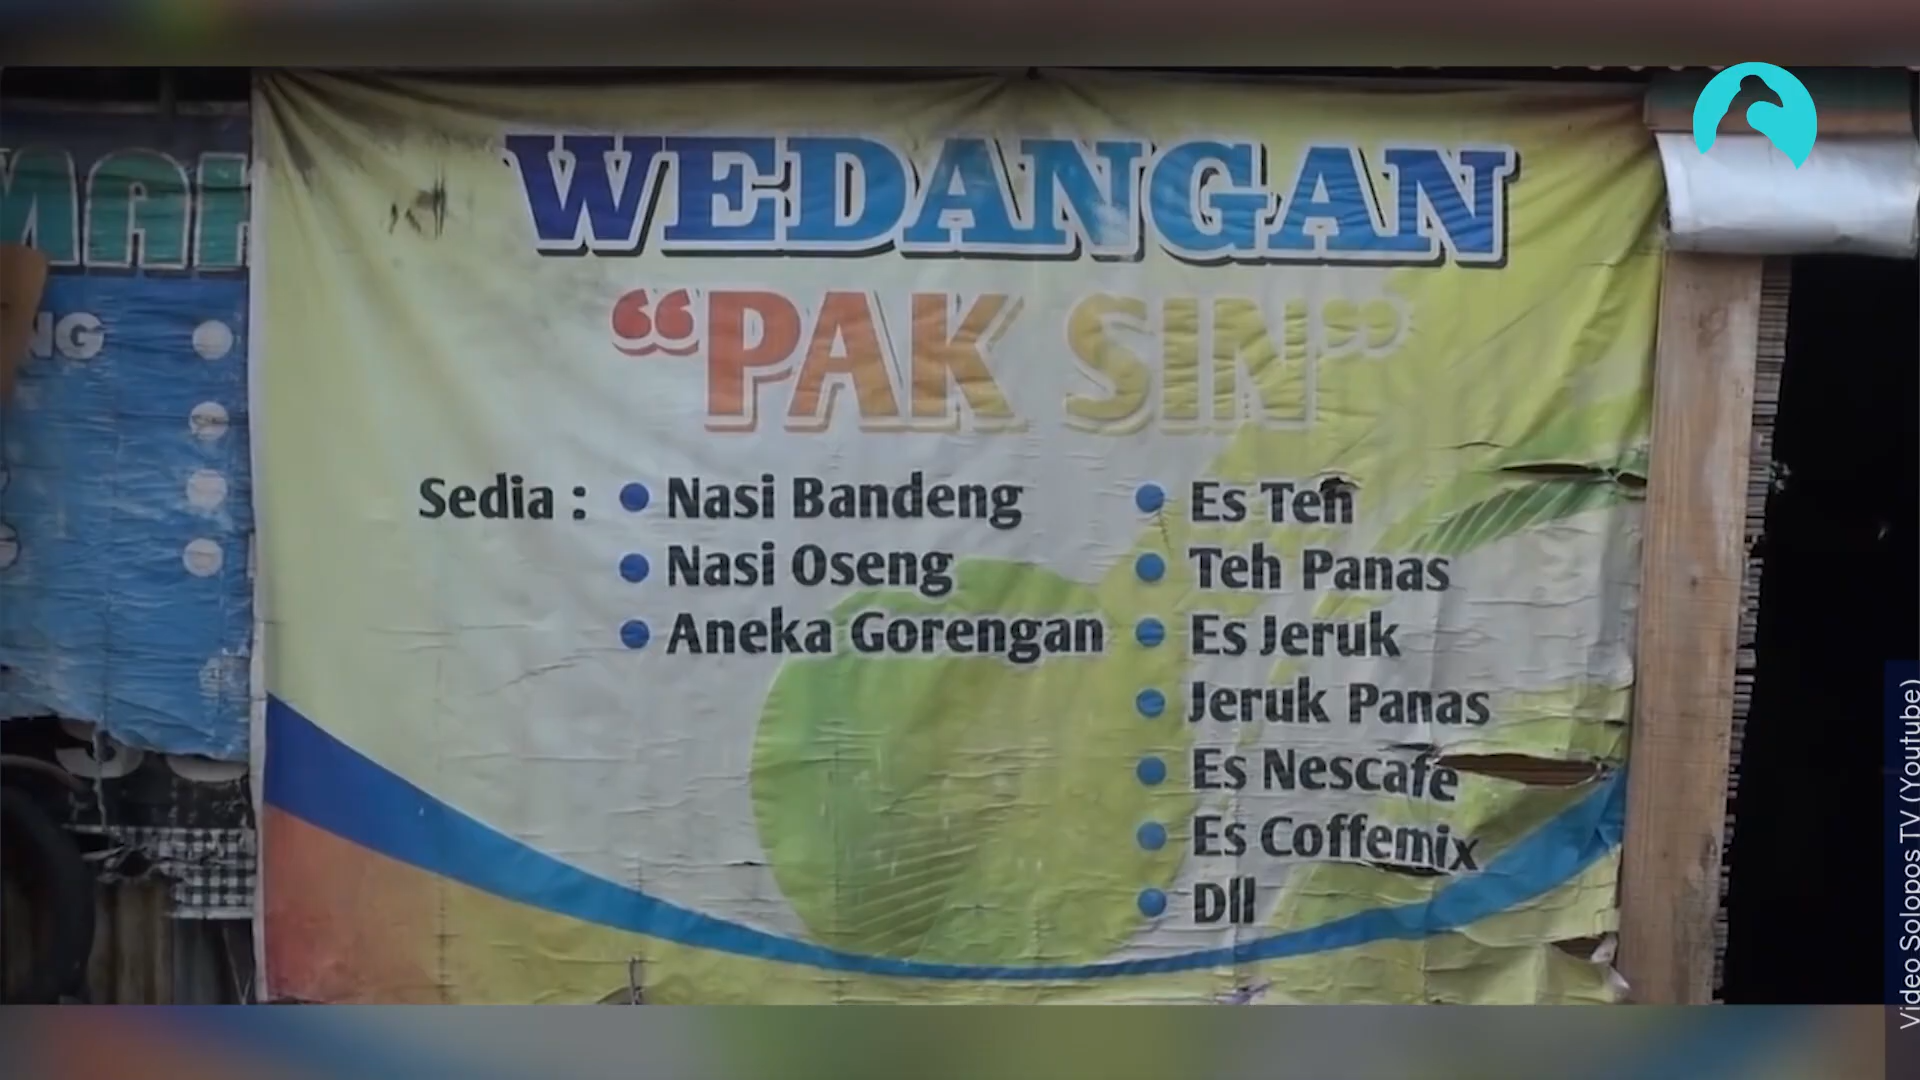 WEDANGAN
“PAK SIN”
Sedia :
Nasi Bandeng
Nasi Oseng
Aneka Gorengan
Es Teh
Teh Panas
Es Jeruk
Jeruk Panas
Es Nescafe
Es Coffemix
Dll
Video Solopos TV (Youtube)